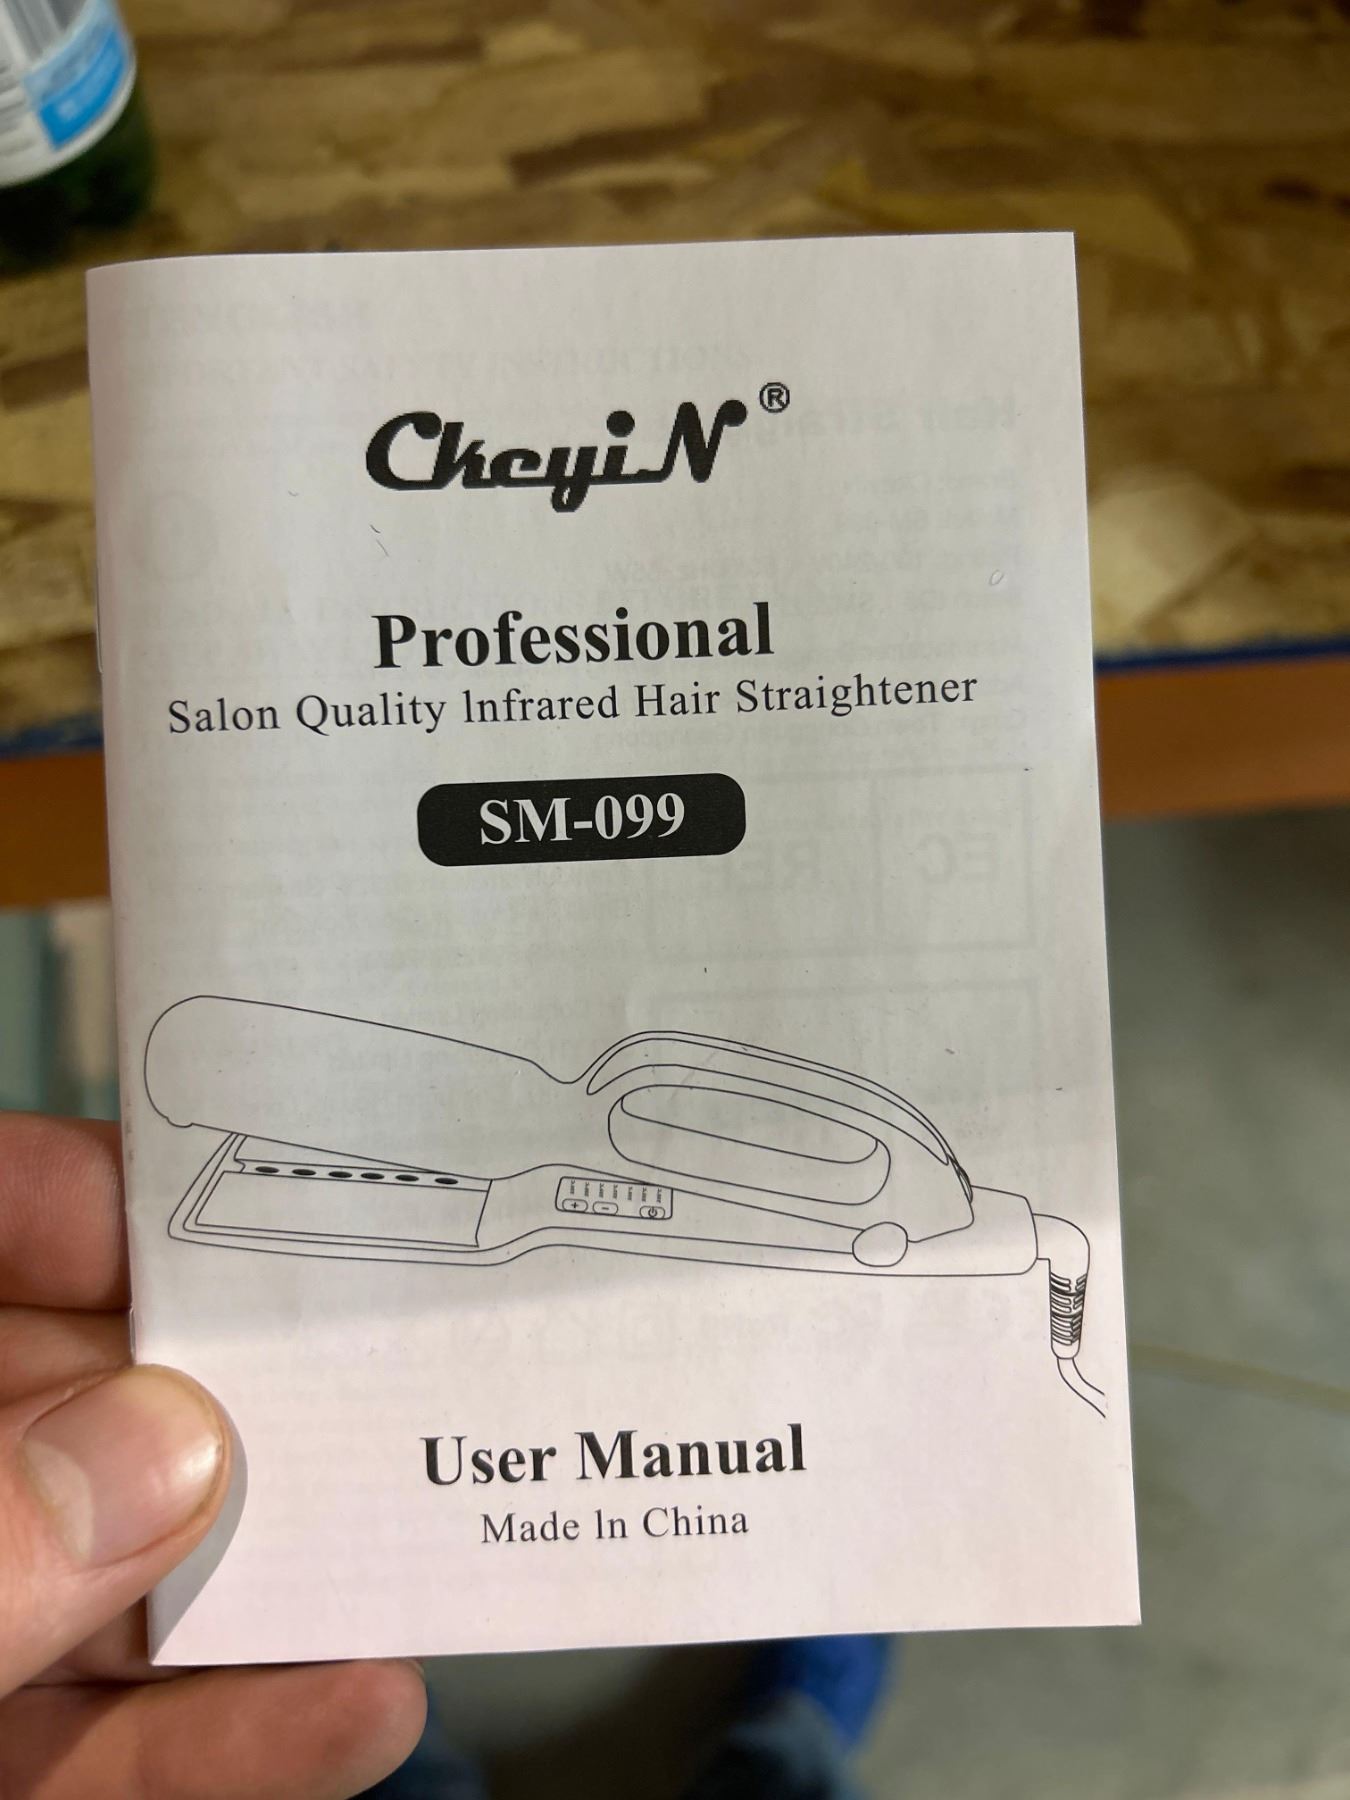 CkeyiN®
Professional
Salon Quality lnfrared Hair Straightener
SM-099
User Manual
Made ln China